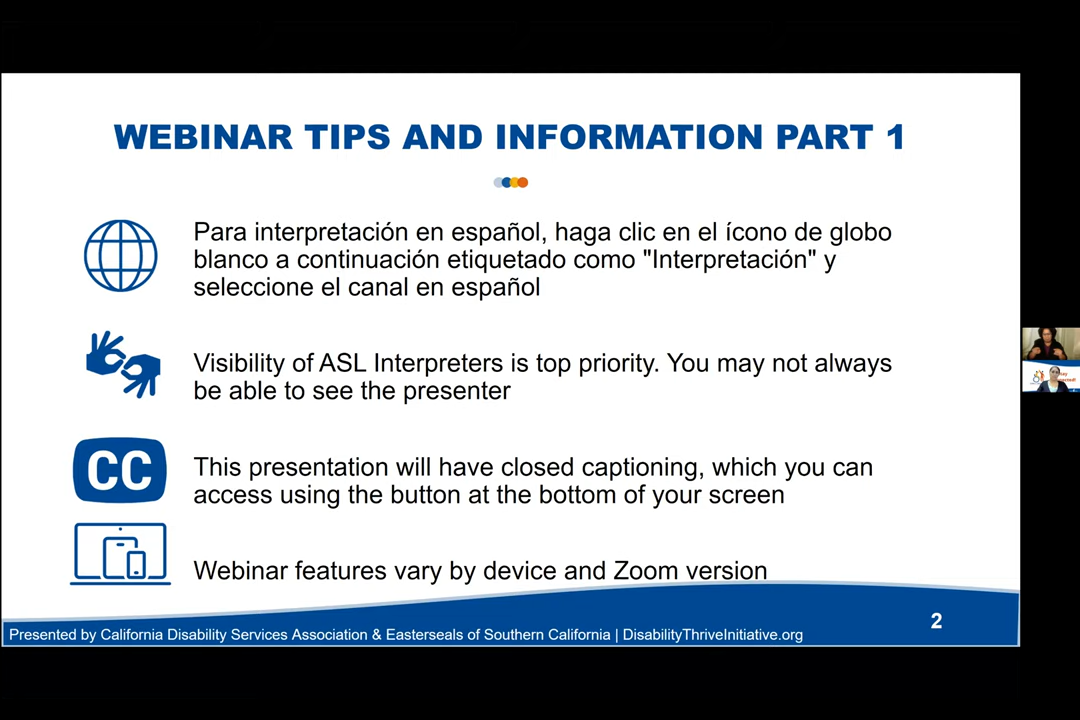 WEBINAR TIPS AND INFORMATION PART 1
Para interpretación en español, haga clic en el ícono de globo
blanco a continuación etiquetado como "Interpretación" y
seleccione el canal en español
Visibility of ASL Interpreters is top priority. You may not always
be able to see the presenter
CC
This presentation will have closed captioning, which you can
access using the button at the bottom of your screen
Webinar features vary by device and Zoom version
Presented by California Disability Services Association & Easterseals of Southern California | DisabilityThriveInitiative.org
2